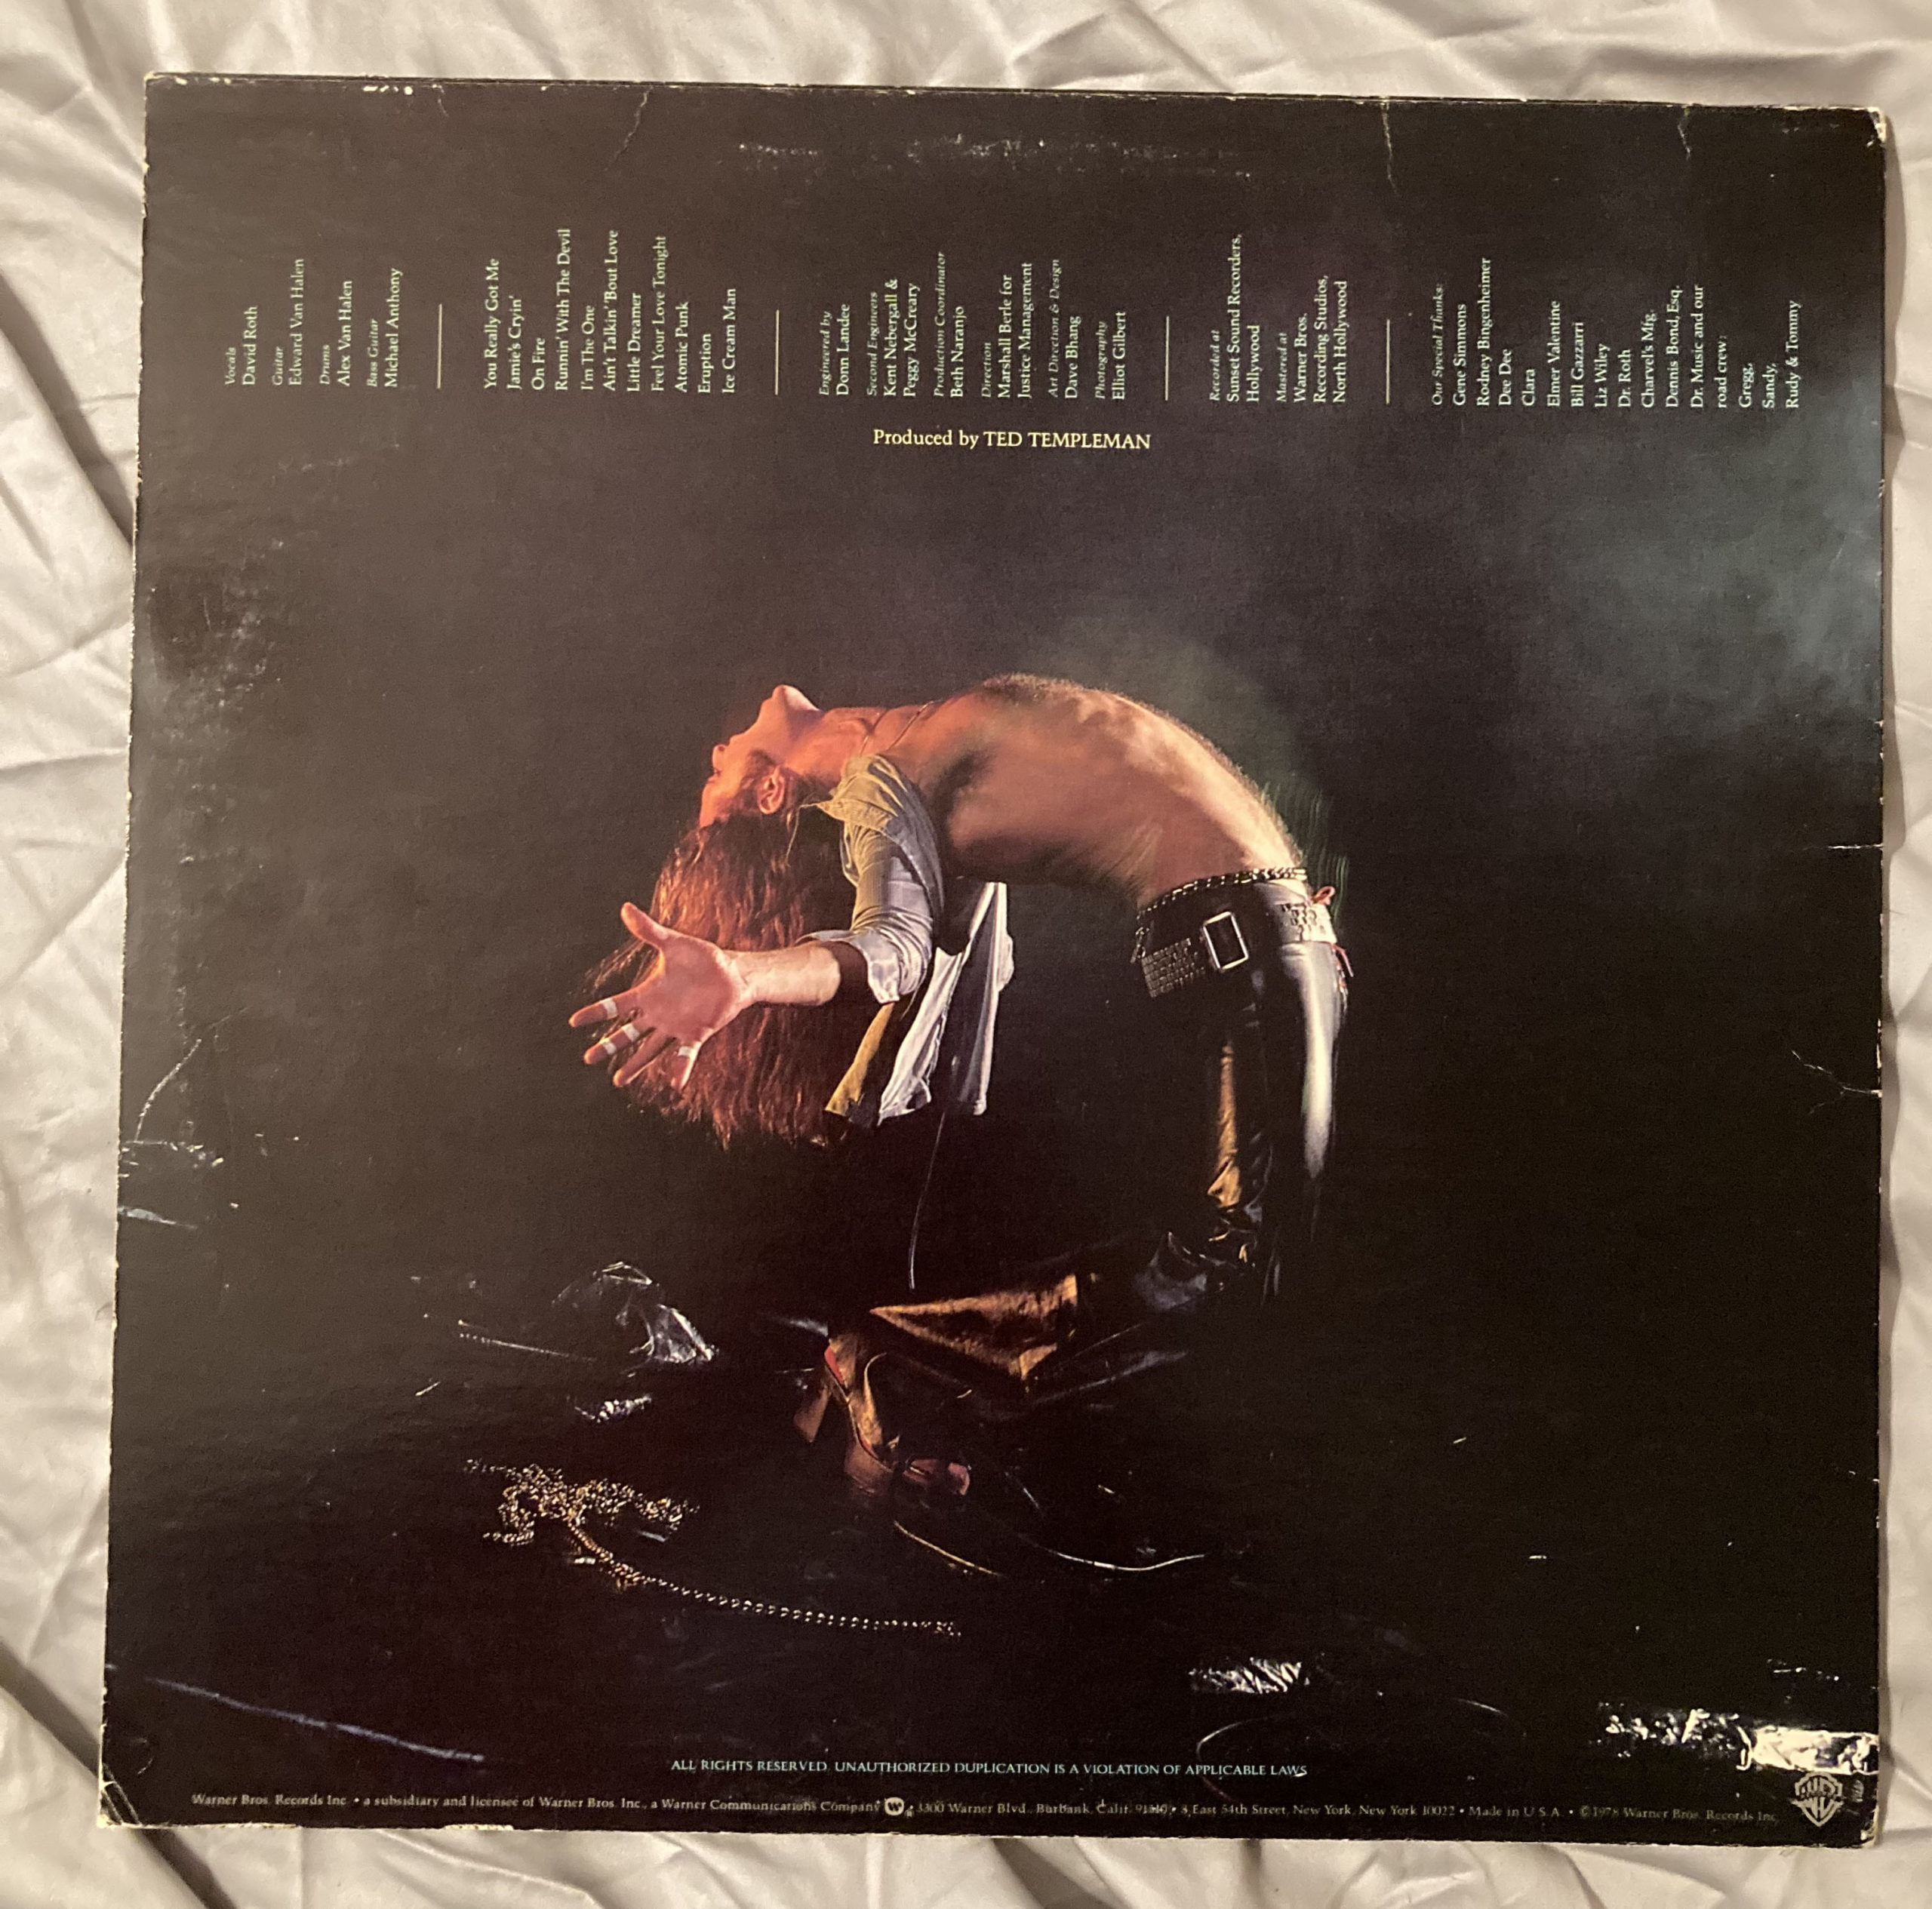 Vocals
David Roth
Guitar
Edward Van Halen
Drums
Alex Van Halen
Bass Guitar
Michael Anthony
You Really Got Me
Jamie's Cryin'
On Fire
Runnin' With The Devil
I'm The One
Ain't Talkin' 'Bout Love
Little Dreamer
Feel Your Love Tonight
Atomic Punk
Eruption
Ice Cream Man
Engineered by
Donn Landee
Second Engineers
Kent Nebergall &
Peggy McCreary
Production Coordinator
Beth Naranjo
Direction
Marshall Berle for
Justice Management
Art Direction & Design
Dave Bhang
Photography
Elliot Gilbert
Recorded at
Sunset Sound Recorders,
Hollywood
Mastered at
Warner Bros.
Recording Studios,
North Hollywood
Our Special Thanks:
Gene Simmons
Rodney Bingenheimer
Dee Dee
Clara
Elmer Valentine
Bill Gazzarri
Liz Wiley
Dr. Roth
Charvel's Mfg.
Dennis Bond, Esq.
Dr. Music and our
road crew:
Gregg,
Sandy,
Rudy & Tommy
Produced by TED TEMPLEMAN
ALL RIGHTS RESERVED. UNAUTHORIZED DUPLICATION IS A VIOLATION OF APPLICABLE LAWS
Warner Bros. Records Inc. • a subsidiary and licensee of Warner Bros. Inc., a Warner Communications Company • 3300 Warner Blvd., Burbank, Calif. • 3 East 54th Street, New York, New York 10022 • Made in U.S.A. • ©1978 Warner Bros. Records Inc.